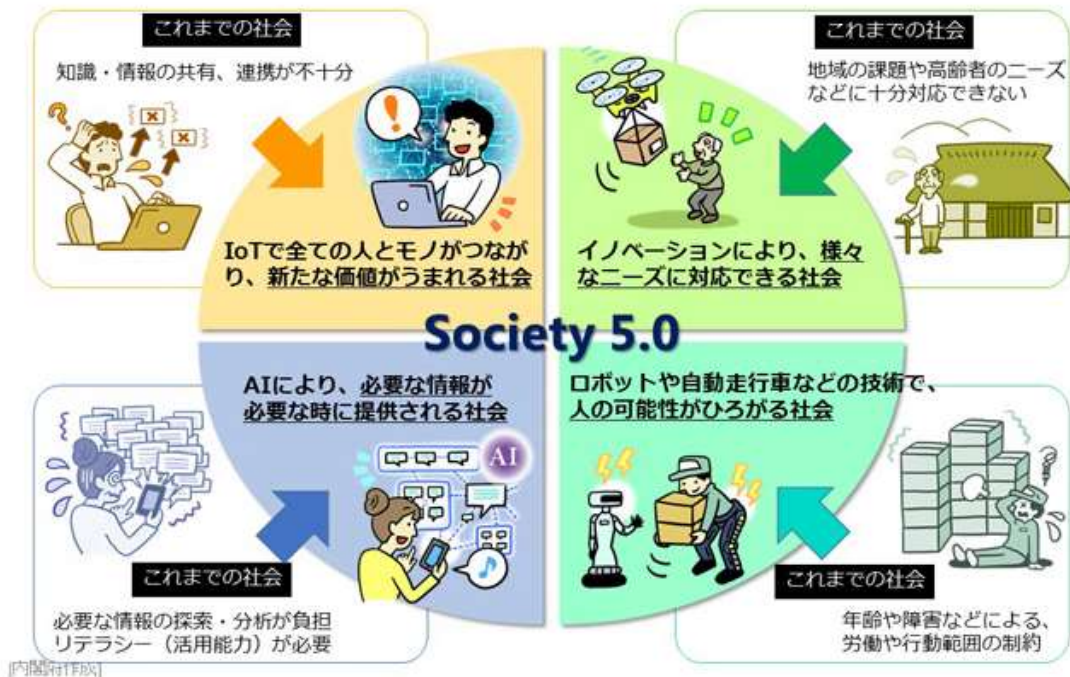 これまでの社会
知識・情報の共有、連携が不十分
これまでの社会
地域の課題や高齢者のニーズ
などに十分対応できない
IoTで全ての人とモノがつなが
り、新たな価値がうまれる社会
イノベーションにより、様々
なニーズに対応できる社会
Society 5.0
AIにより、必要な情報が
必要な時に提供される社会
ロボットや自動走行車などの技術で、
人の可能性がひろがる社会
AI
これまでの社会
必要な情報の探索・分析が負担
リテラシー（活用能力）が必要
これまでの社会
年齢や障害などによる、
労働や行動範囲の制約
[内閣府作成]